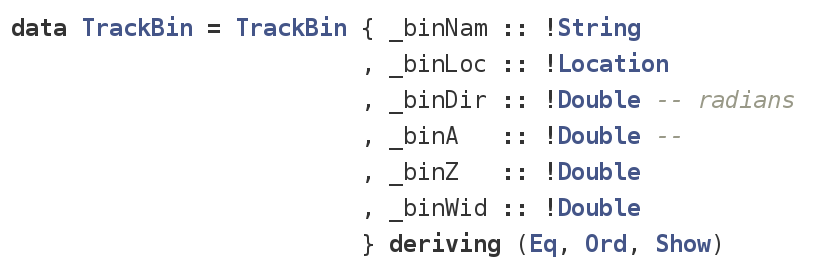 data TrackBin = TrackBin { _binNam :: !String
                         , _binLoc :: !Location
                         , _binDir :: !Double -- radians
                         , _binA   :: !Double --
                         , _binZ   :: !Double
                         , _binWid :: !Double
                         } deriving (Eq, Ord, Show)